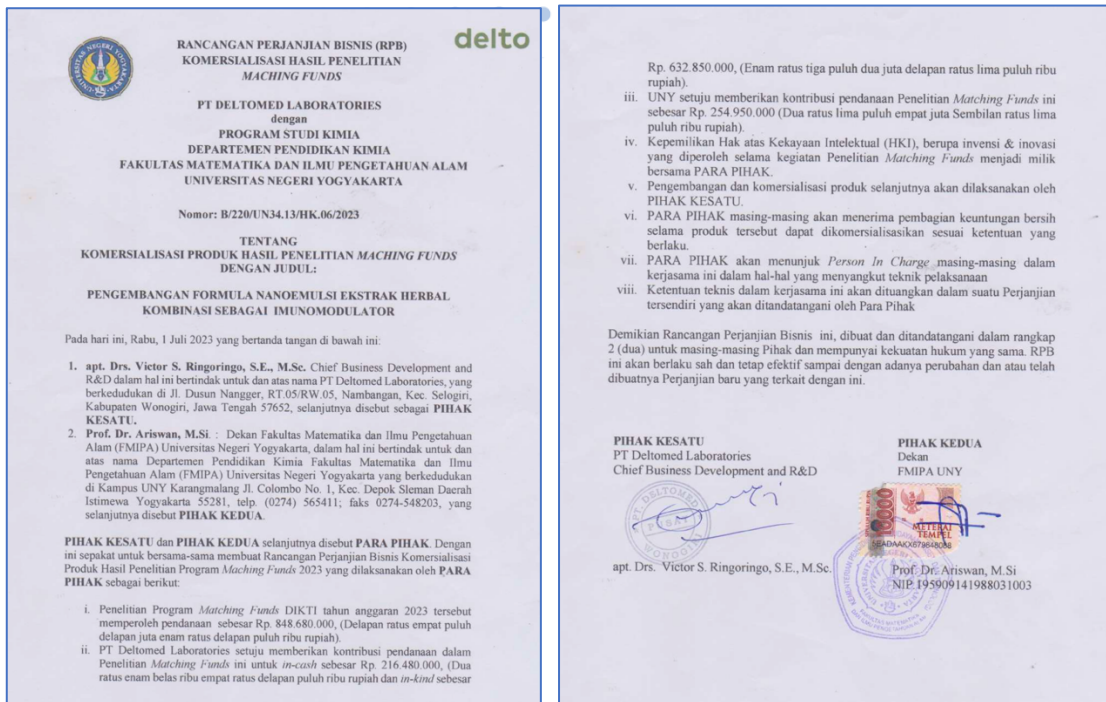 delto
RANCANGAN PERJANJIAN BISNIS (RPB)
KOMERSIALISASI HASIL PENELITIAN
MACHING FUNDS
PT DELTOMED LABORATORIES
dengan
PROGRAM STUDI KIMIA
DEPARTEMEN PENDIDIKAN KIMIA
FAKULTAS MATEMATIKA DAN ILMU PENGETAHUAN ALAM
UNIVERSITAS NEGERI YOGYAKARTA
Nomor: B/220/UN34.13/HK.06/2023
TENTANG
KOMERSIALISASI PRODUK HASIL PENELITIAN MACHING FUNDS
DENGAN JUDUL:
PENGEMBANGAN FORMULA NANOEMULSI EKSTRAK HERBAL
KOMBINASI SEBAGAI IMUNOMODULATOR
Pada hari ini, Rabu, 1 Juli 2023 yang bertanda tangan di bawah ini:
1. apt. Drs. Victor S. Ringoringo, S.E., M.Sc. Chief Business Development and
R&D dalam hal ini bertindak untuk dan atas nama PT Deltomed Laboratories, yang
berkedudukan di Jl. Dusun Nangger, RT.05/RW.05, Nambangan, Kec. Selogiri,
Kabupaten Wonogiri, Jawa Tengah 57652, selanjutnya disebut sebagai PIHAK
KESATU.
2. Prof. Dr. Ariswan, M.Si. : Dekan Fakultas Matematika dan Ilmu Pengetahuan
Alam (FMIPA) Universitas Negeri Yogyakarta, dalam hal ini bertindak untuk dan
atas nama Departemen Pendidikan Kimia Fakultas Matematika dan Ilmu
Pengetahuan Alam (FMIPA) Universitas Negeri Yogyakarta yang berkedudukan
di Kampus UNY Karangmalang Jl. Colombo No. 1, Kec. Depok Sleman Daerah
Istimewa Yogyakarta 55281, telp. (0274) 565411; faks 0274-548203, yang
selanjutnya disebut PIHAK KEDUA.
PIHAK KESATU dan PIHAK KEDUA selanjutnya disebut PARA PIHAK. Dengan
ini sepakat untuk bersama-sama membuat Rancangan Perjanjian Bisnis Komersialisasi
Produk Hasil Penelitian Program Maching Funds 2023 yang dilaksanakan oleh PARA
PIHAK sebagai berikut:
i. Penelitian Program Matching Funds DIKTI tahun anggaran 2023 tersebut
memperoleh pendanaan sebesar Rp. 848.680.000, (Delapan ratus empat puluh
delapan juta enam ratus delapan puluh ribu rupiah).
ii. PT Deltomed Laboratories setuju memberikan kontribusi pendanaan dalam
Penelitian Matching Funds ini untuk in-cash sebesar Rp. 216.480.000, (Dua
ratus enam belas ribu empat ratus delapan puluh ribu rupiah dan in-kind sebesar
Rp. 632.850.000, (Enam ratus tiga puluh dua juta delapan ratus lima puluh ribu
rupiah).
iii. UNY setuju memberikan kontribusi pendanaan Penelitian Matching Funds ini
sebesar Rp. 254.950.000 (Dua ratus lima puluh empat juta Sembilan ratus lima
puluh ribu rupiah).
iv. Kepemilikan Hak atas Kekayaan Intelektual (HKI), berupa invensi & inovasi
yang diperoleh selama kegiatan Penelitian Matching Funds menjadi milik
bersama PARA PIHAK.
v. Pengembangan dan komersialisasi produk selanjutnya akan dilaksanakan oleh
PIHAK KESATU.
vi. PARA PIHAK masing-masing akan menerima pembagian keuntungan bersih
selama produk tersebut dapat dikomersialisasikan sesuai ketentuan yang
berlaku.
vii. PARA PIHAK akan menunjuk Person In Charge masing-masing dalam
kerjasama ini dalam hal-hal yang menyangkut teknik pelaksanaan
viii. Ketentuan teknis dalam kerjasama ini akan dituangkan dalam suatu Perjanjian
tersendiri yang akan ditandatangani oleh Para Pihak
Demikian Rancangan Perjanjian Bisnis ini, dibuat dan ditandatangani dalam rangkap
2 (dua) untuk masing-masing Pihak dan mempunyai kekuatan hukum yang sama. RPB
ini akan berlaku sah dan tetap efektif sampai dengan adanya perubahan dan atau telah
dibuatnya Perjanjian baru yang terkait dengan ini.
PIHAK KESATU
PT Deltomed Laboratories
Chief Business Development and R&D
PT. DELTOMED
PUSAT
apt. Drs. Victor S. Ringoringo, S.E., M.Sc.
PIHAK KEDUA
Dekan
FMIPA UNY
10000
METERAI
TEMPEL
Prof. Dr. Ariswan, M.Si
NIP 195909141988031003